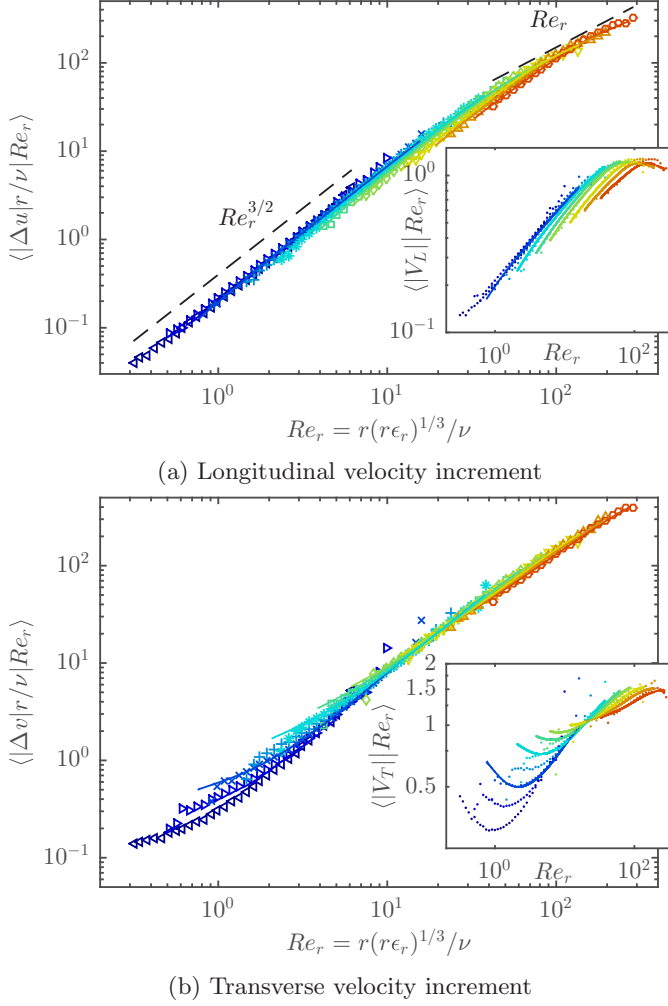 10^2
10^1
10^0
10^{-1}
⟨|Δu|r/ν|Re_r⟩
Re_r
Re_r^{3/2}
10^0
10^{-1}
⟨|V_L||Re_r⟩
10^0
Re_r
10^2
10^0
10^1
10^2
Re_r = r(rϵ_r)^{1/3}/ν
(a) Longitudinal velocity increment
10^2
10^1
10^0
10^{-1}
⟨|Δv|r/ν|Re_r⟩
2
1.5
1
0.5
⟨|V_T||Re_r⟩
10^0
Re_r
10^2
10^0
10^1
10^2
Re_r = r(rϵ_r)^{1/3}/ν
(b) Transverse velocity increment